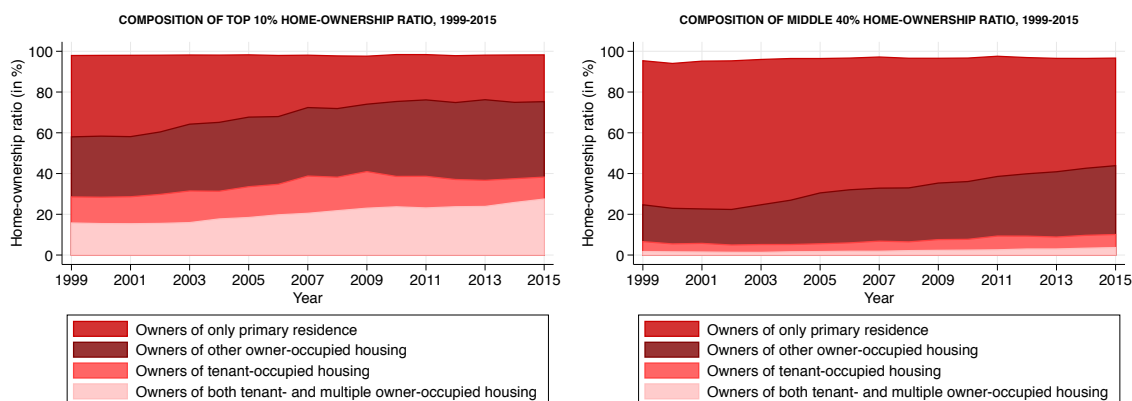 COMPOSITION OF TOP 10% HOME-OWNERSHIP RATIO, 1999-2015
Home-ownership ratio (in %)
100
80
60
40
20
0
1999 2001 2003 2005 2007 2009 2011 2013 2015
Year
Owners of only primary residence
Owners of other owner-occupied housing
Owners of tenant-occupied housing
Owners of both tenant- and multiple owner-occupied housing
COMPOSITION OF MIDDLE 40% HOME-OWNERSHIP RATIO, 1999-2015
Home-ownership ratio (in %)
100
80
60
40
20
0
1999 2001 2003 2005 2007 2009 2011 2013 2015
Year
Owners of only primary residence
Owners of other owner-occupied housing
Owners of tenant-occupied housing
Owners of both tenant- and multiple owner-occupied housing